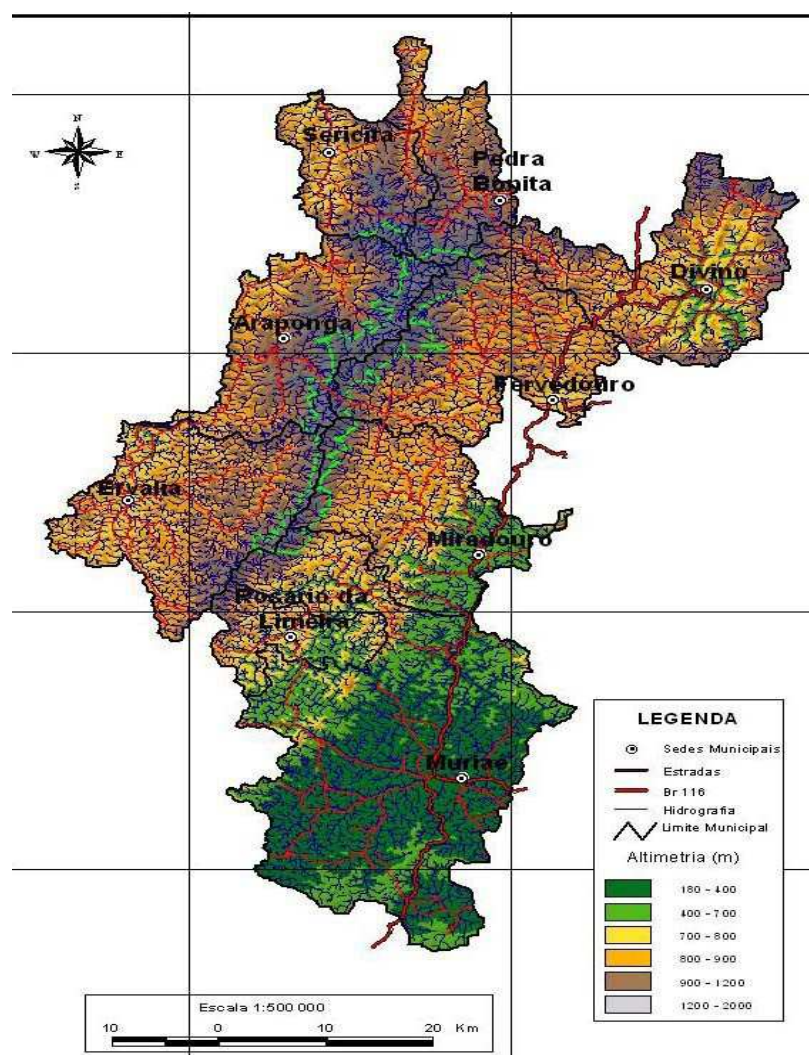 N
W
E
S
Sericita
Pedra
Bonita
Divino
Araponga
Fervedouro
Ervália
Miradouro
Rosário da
Limeira
Muriaé
LEGENDA
Sedes Municipais
Estradas
Br 116
Hidrografia
Limite Municipal
Altimetria (m)
180 - 400
400 - 700
700 - 800
800 - 900
900 - 1200
1200 - 2000
Escala 1:500 000
10 0 10 20 Km